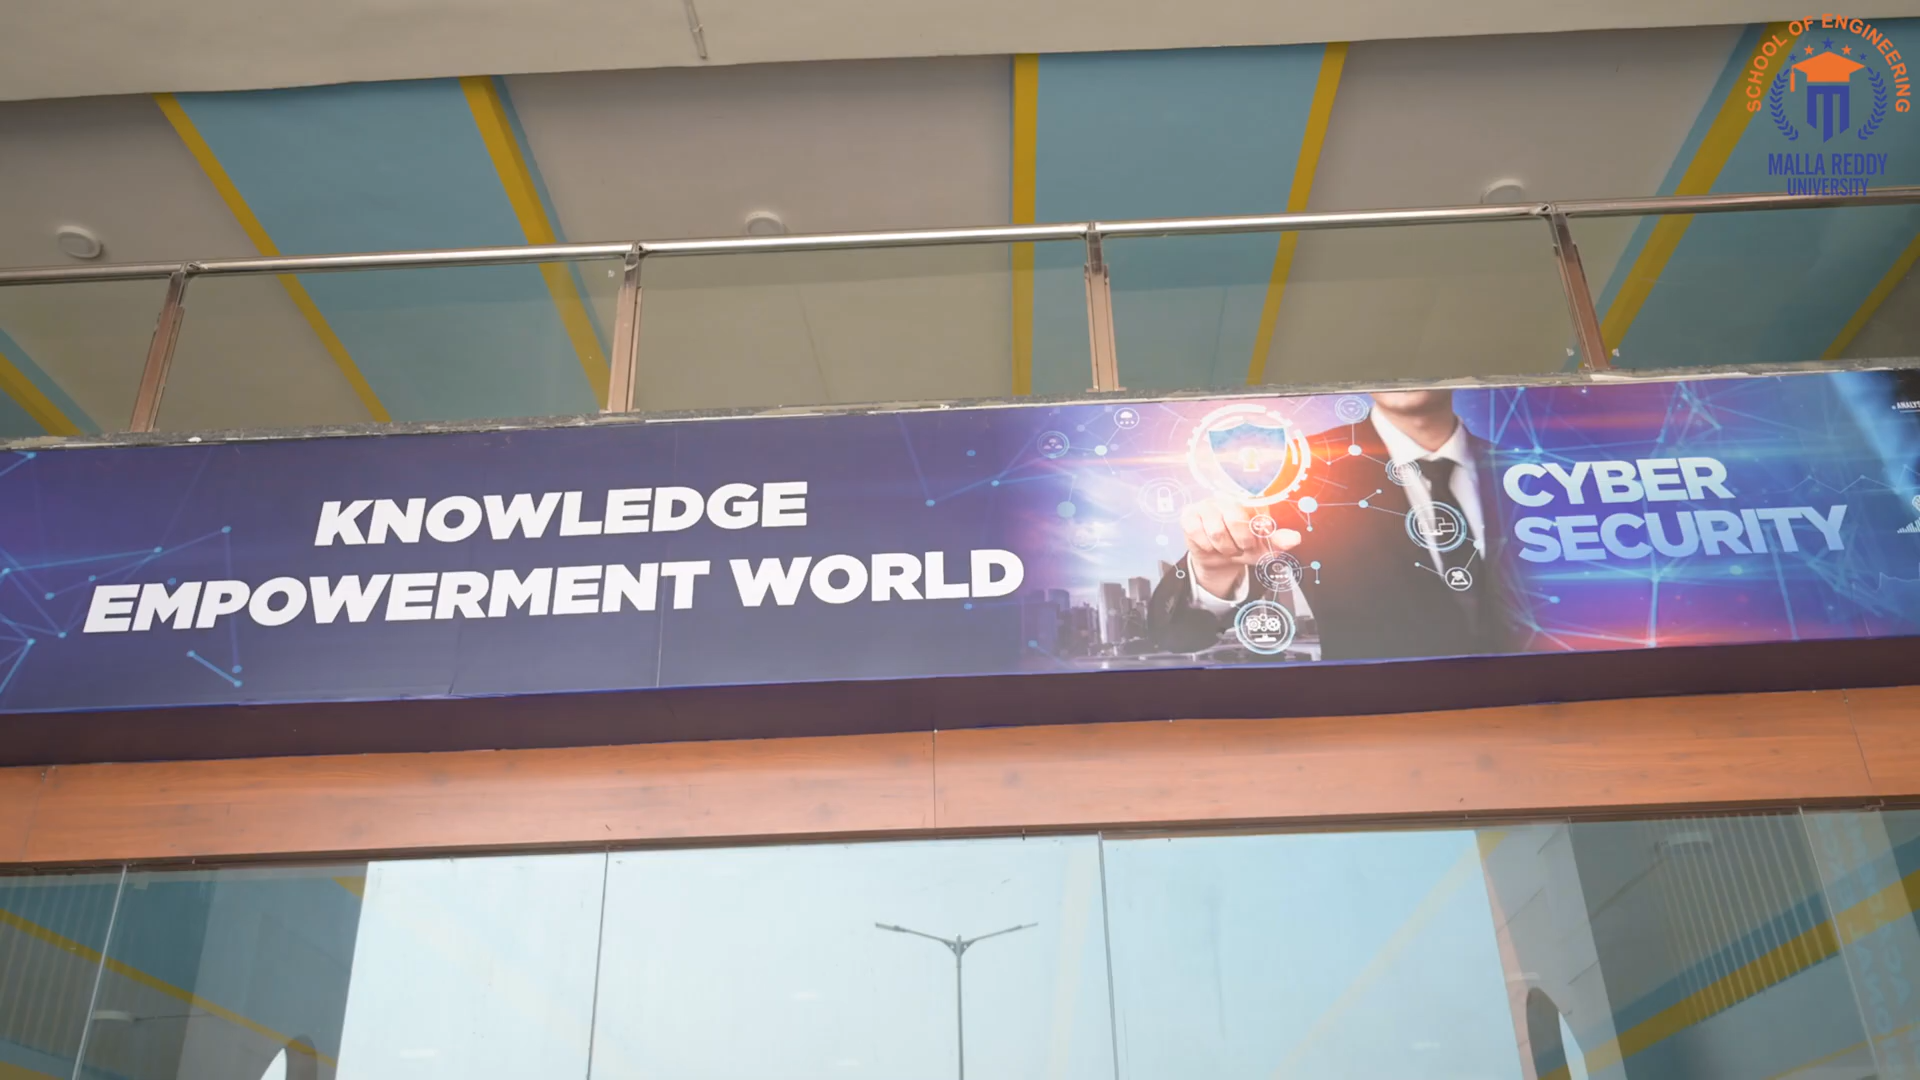 SCHOOL OF ENGINEERING
MALLA REDDY
UNIVERSITY
KNOWLEDGE
EMPOWERMENT WORLD
CYBER
SECURITY